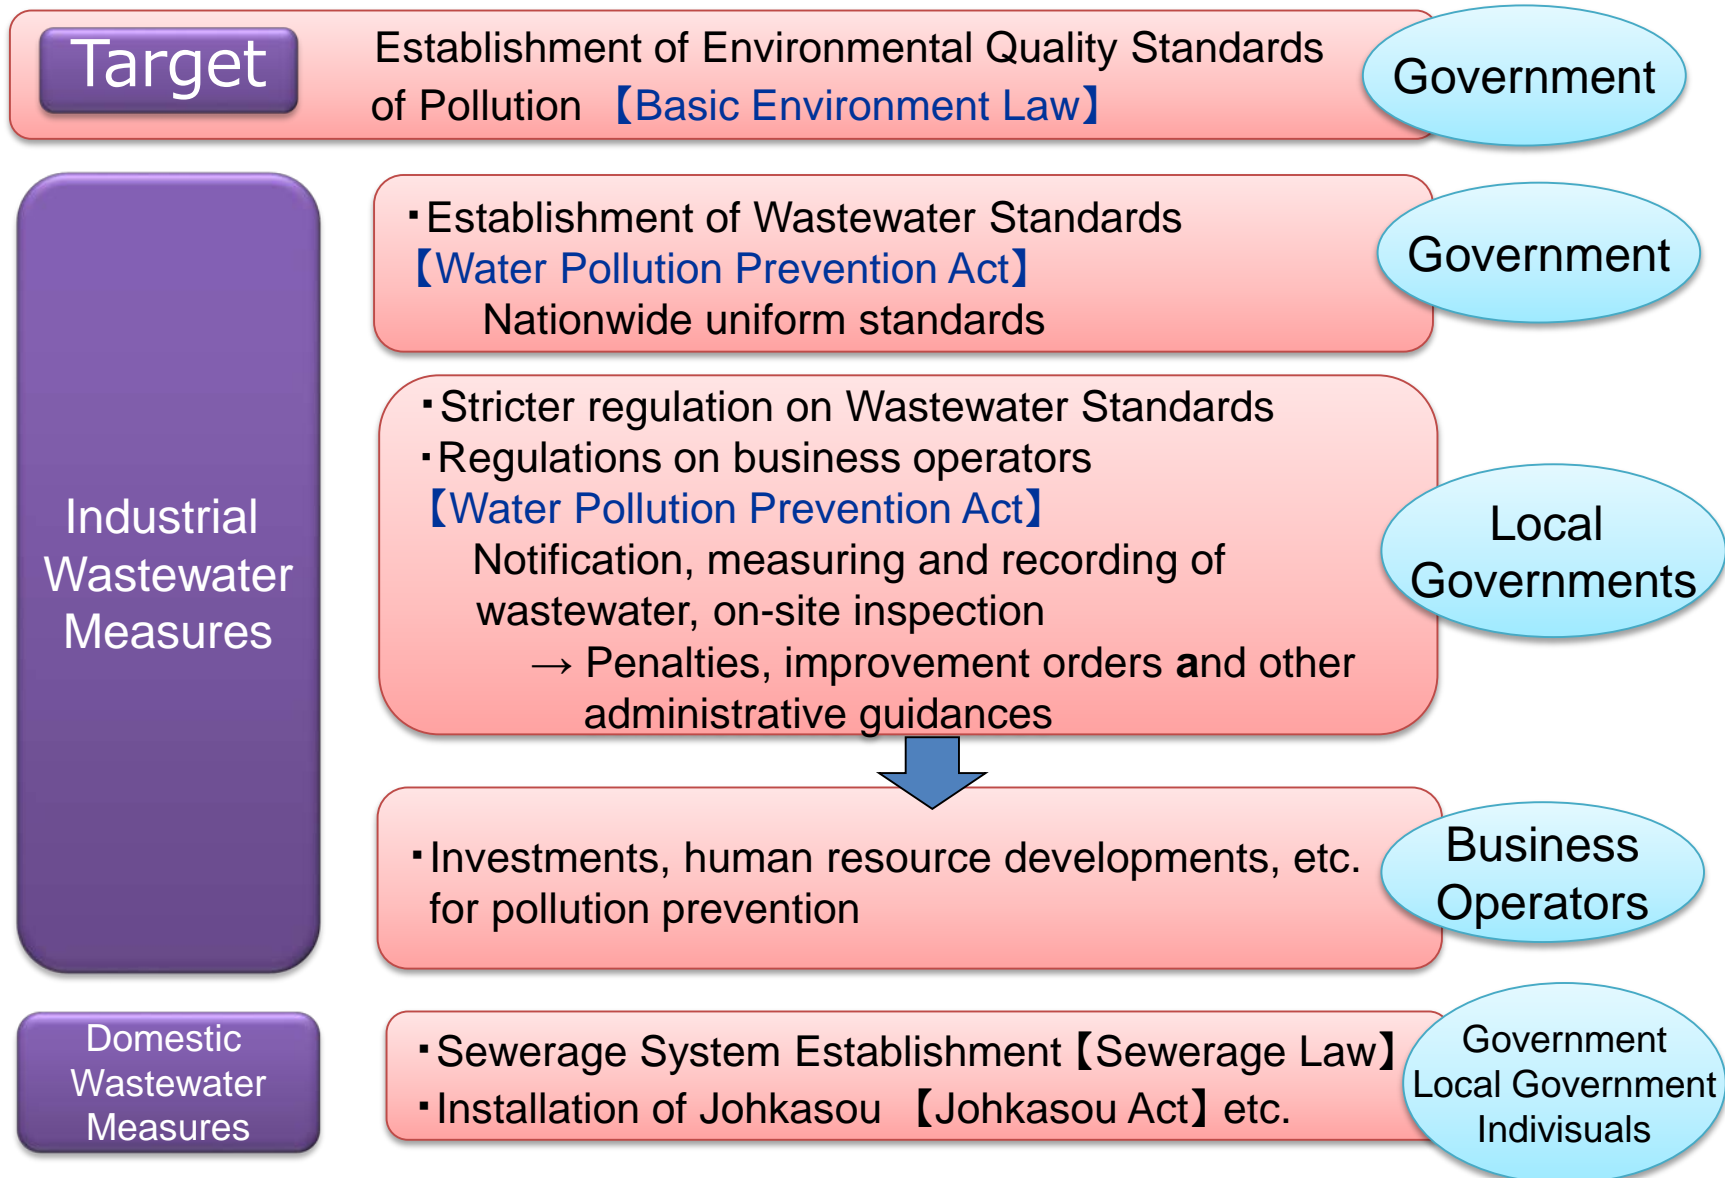 Target
Establishment of Environmental Quality Standards
of Pollution 【Basic Environment Law】
Government
Industrial
Wastewater
Measures
・Establishment of Wastewater Standards
【Water Pollution Prevention Act】
Nationwide uniform standards
Government
・Stricter regulation on Wastewater Standards
・Regulations on business operators
【Water Pollution Prevention Act】
Notification, measuring and recording of
wastewater, on-site inspection
→ Penalties, improvement orders and other
administrative guidances
Local
Governments
・Investments, human resource developments, etc.
for pollution prevention
Business
Operators
Domestic
Wastewater
Measures
・Sewerage System Establishment【Sewerage Law】
・Installation of Johkasou 【Johkasou Act】etc.
Government
Local Government
Indivisuals